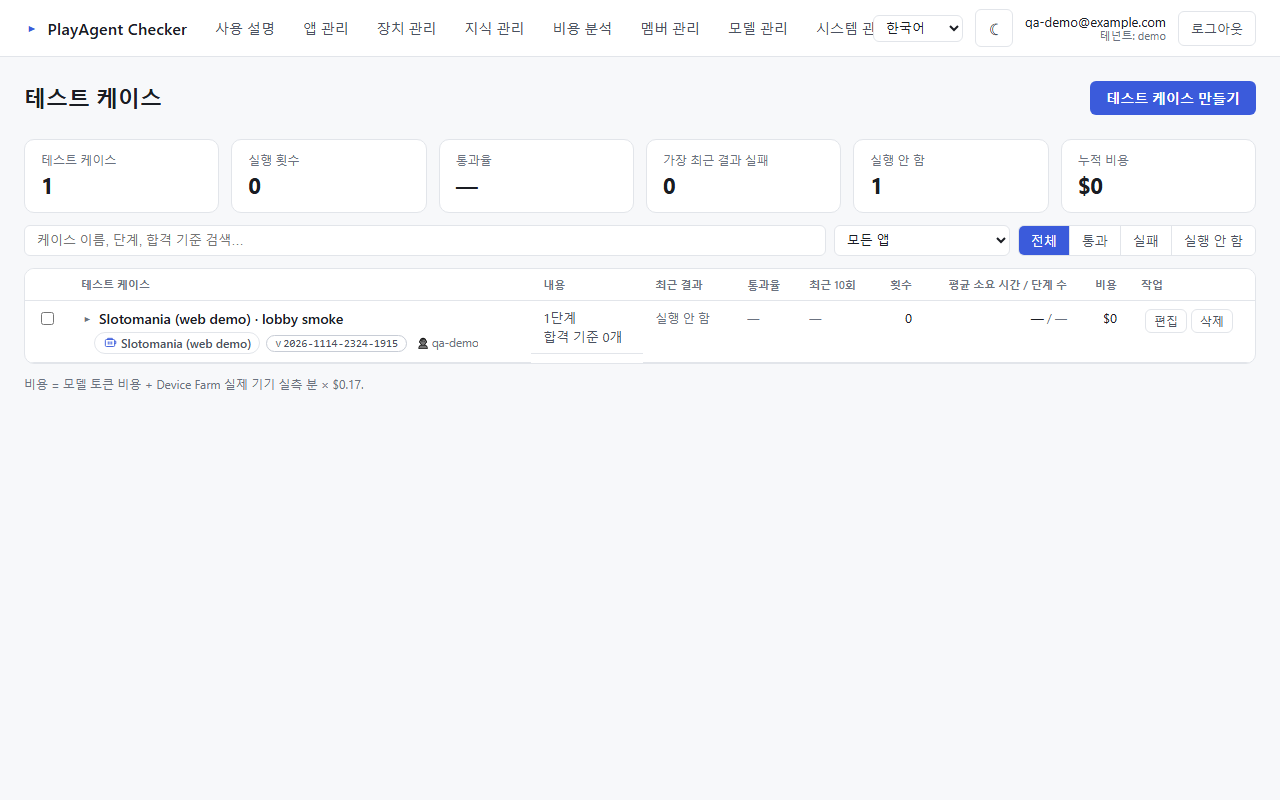 PlayAgent Checker 사용 설명 앱 관리 장치 관리 지식 관리 비용 분석 멤버 관리 모델 관리 시스템 관 한국어 qa-demo@example.com 로그아웃
테넌트: demo
테스트 케이스 테스트 케이스 만들기
테스트 케이스 실행 횟수 통과율 가장 최근 결과 실패 실행 안 함 누적 비용
1 0 — 0 1 $0
케이스 이름, 단계, 합격 기준 검색... 모든 앱 전체 통과 실패 실행 안 함
테스트 케이스 내용 최근 결과 통과율 최근 10회 횟수 평균 소요 시간 / 단계 수 비용 작업
Slotomania (web demo) · lobby smoke 1단계 실행 안 함 — — 0 — / — $0 편집 삭제
합격 기준 0개
Slotomania (web demo) v 2026-1114-2324-1915 qa-demo
비용 = 모델 토큰 비용 + Device Farm 실제 기기 실측 분 × $0.17.